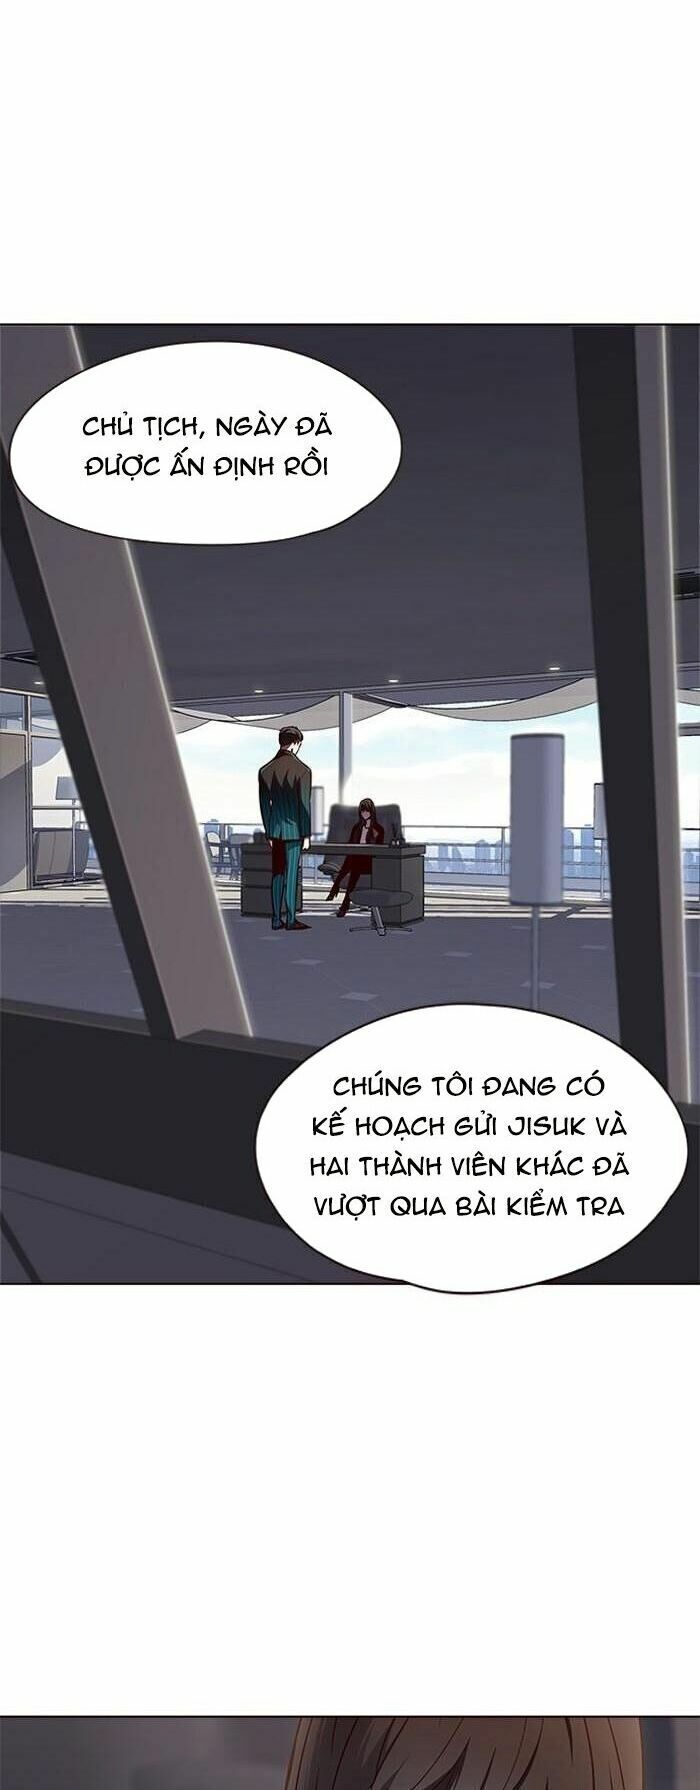 CHỦ TỊCH, NGÀY ĐÃ
ĐƯỢC ẤN ĐỊNH RỒI
CHÚNG TÔI ĐANG CÓ
KẾ HOẠCH GỬI JISUK VÀ
HAI THÀNH VIÊN KHÁC ĐÃ
VƯỢT QUA BÀI KIỂM TRA